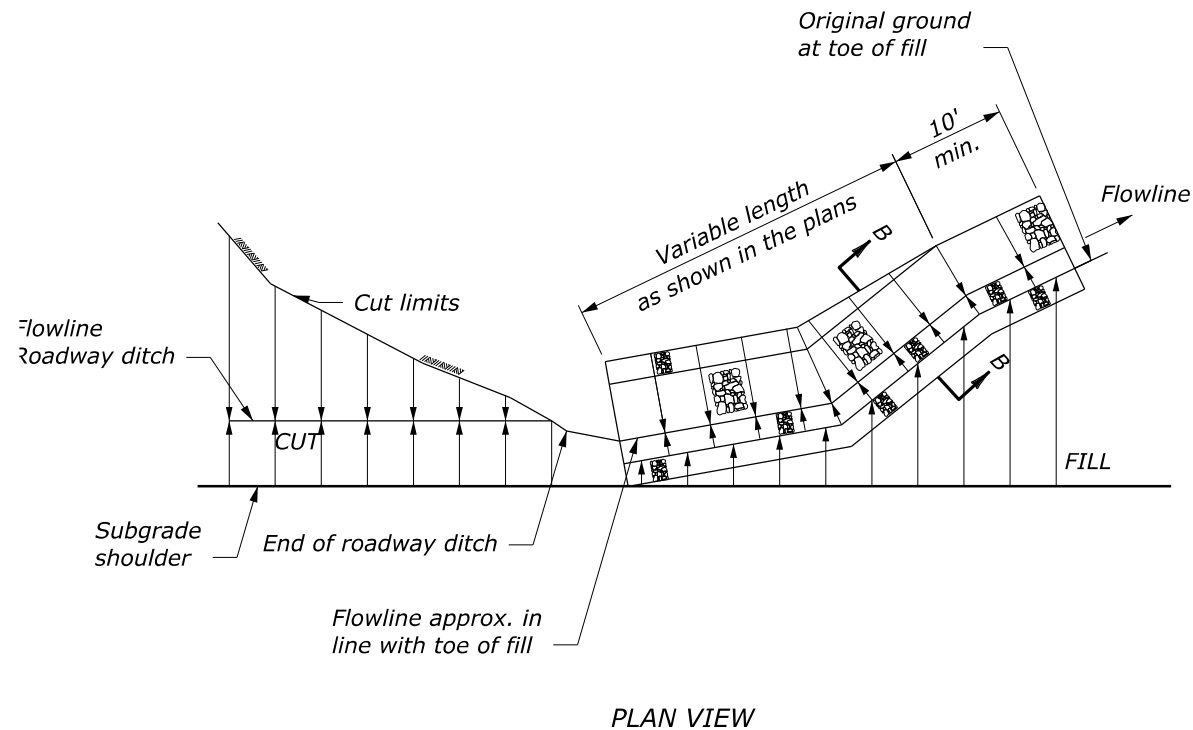 Original ground
at toe of fill
10'
min.
Flowline
Variable length
as shown in the plans
B
Cut limits
Flowline
Roadway ditch
B
CUT
FILL
Subgrade
shoulder
End of roadway ditch
Flowline approx. in
line with toe of fill
PLAN VIEW